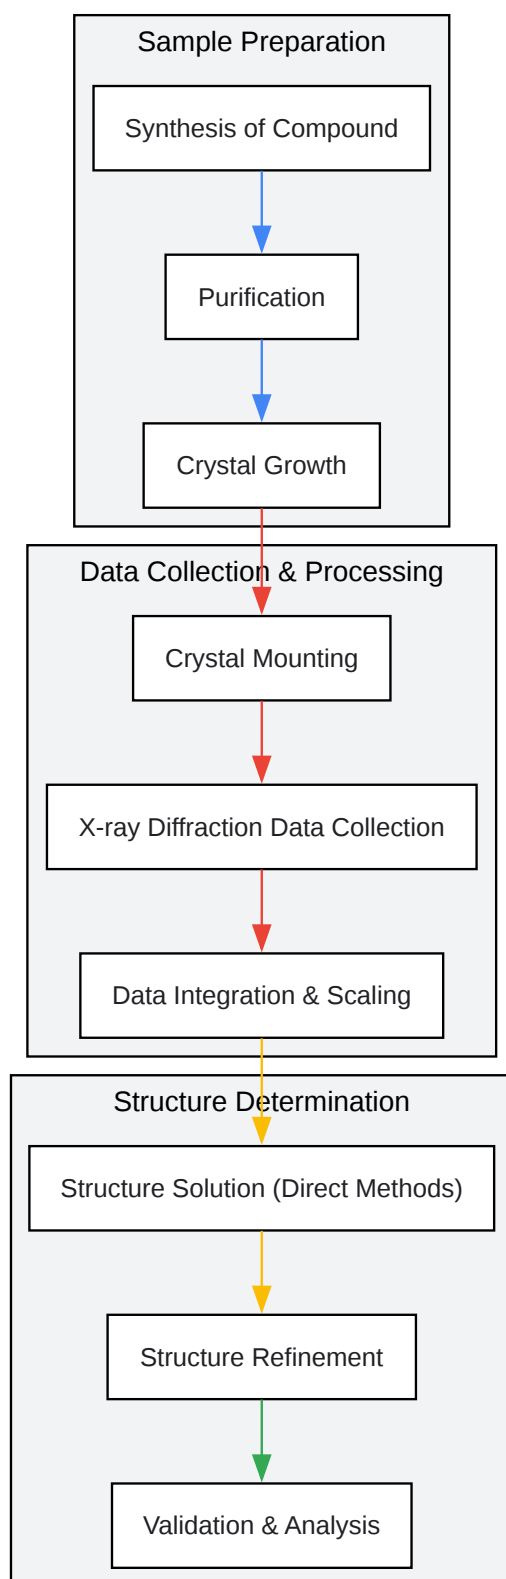 Sample Preparation
Synthesis of Compound
Purification
Crystal Growth
Data Collection & Processing
Crystal Mounting
X-ray Diffraction Data Collection
Data Integration & Scaling
Structure Determination
Structure Solution (Direct Methods)
Structure Refinement
Validation & Analysis